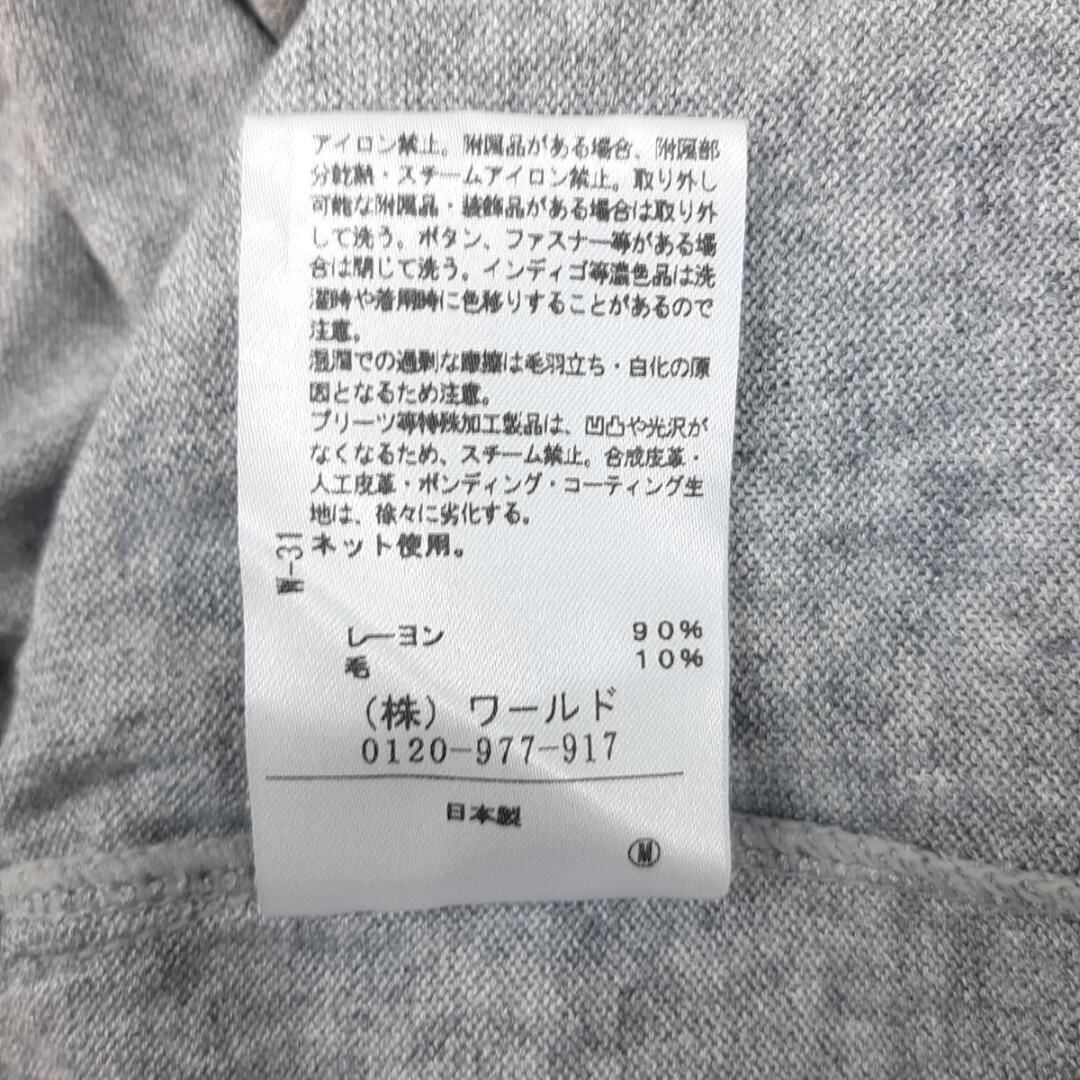 アイロン禁止。附属品がある場合、附属部
分乾熱・スチームアイロン禁止。取り外し
可能な附属品・装飾品がある場合は取り外
して洗う。ボタン、ファスナー等がある場
合は閉じて洗う。インディゴ等濃色品は洗
濯時や着用時に色移りすることがあるので
注意。
湿潤での過剰な摩擦は毛羽立ち・白化の原
因となるため注意。
プリーツ等特殊加工製品は、凹凸や光沢が
なくなるため、スチーム禁止。合成皮革・
人工皮革・ボンディング・コーティング生
地は、徐々に劣化する。
ネット使用。
W-31
レーヨン 90%
毛 10%
(株) ワールド
0120-977-917
日本製
Ⓜ